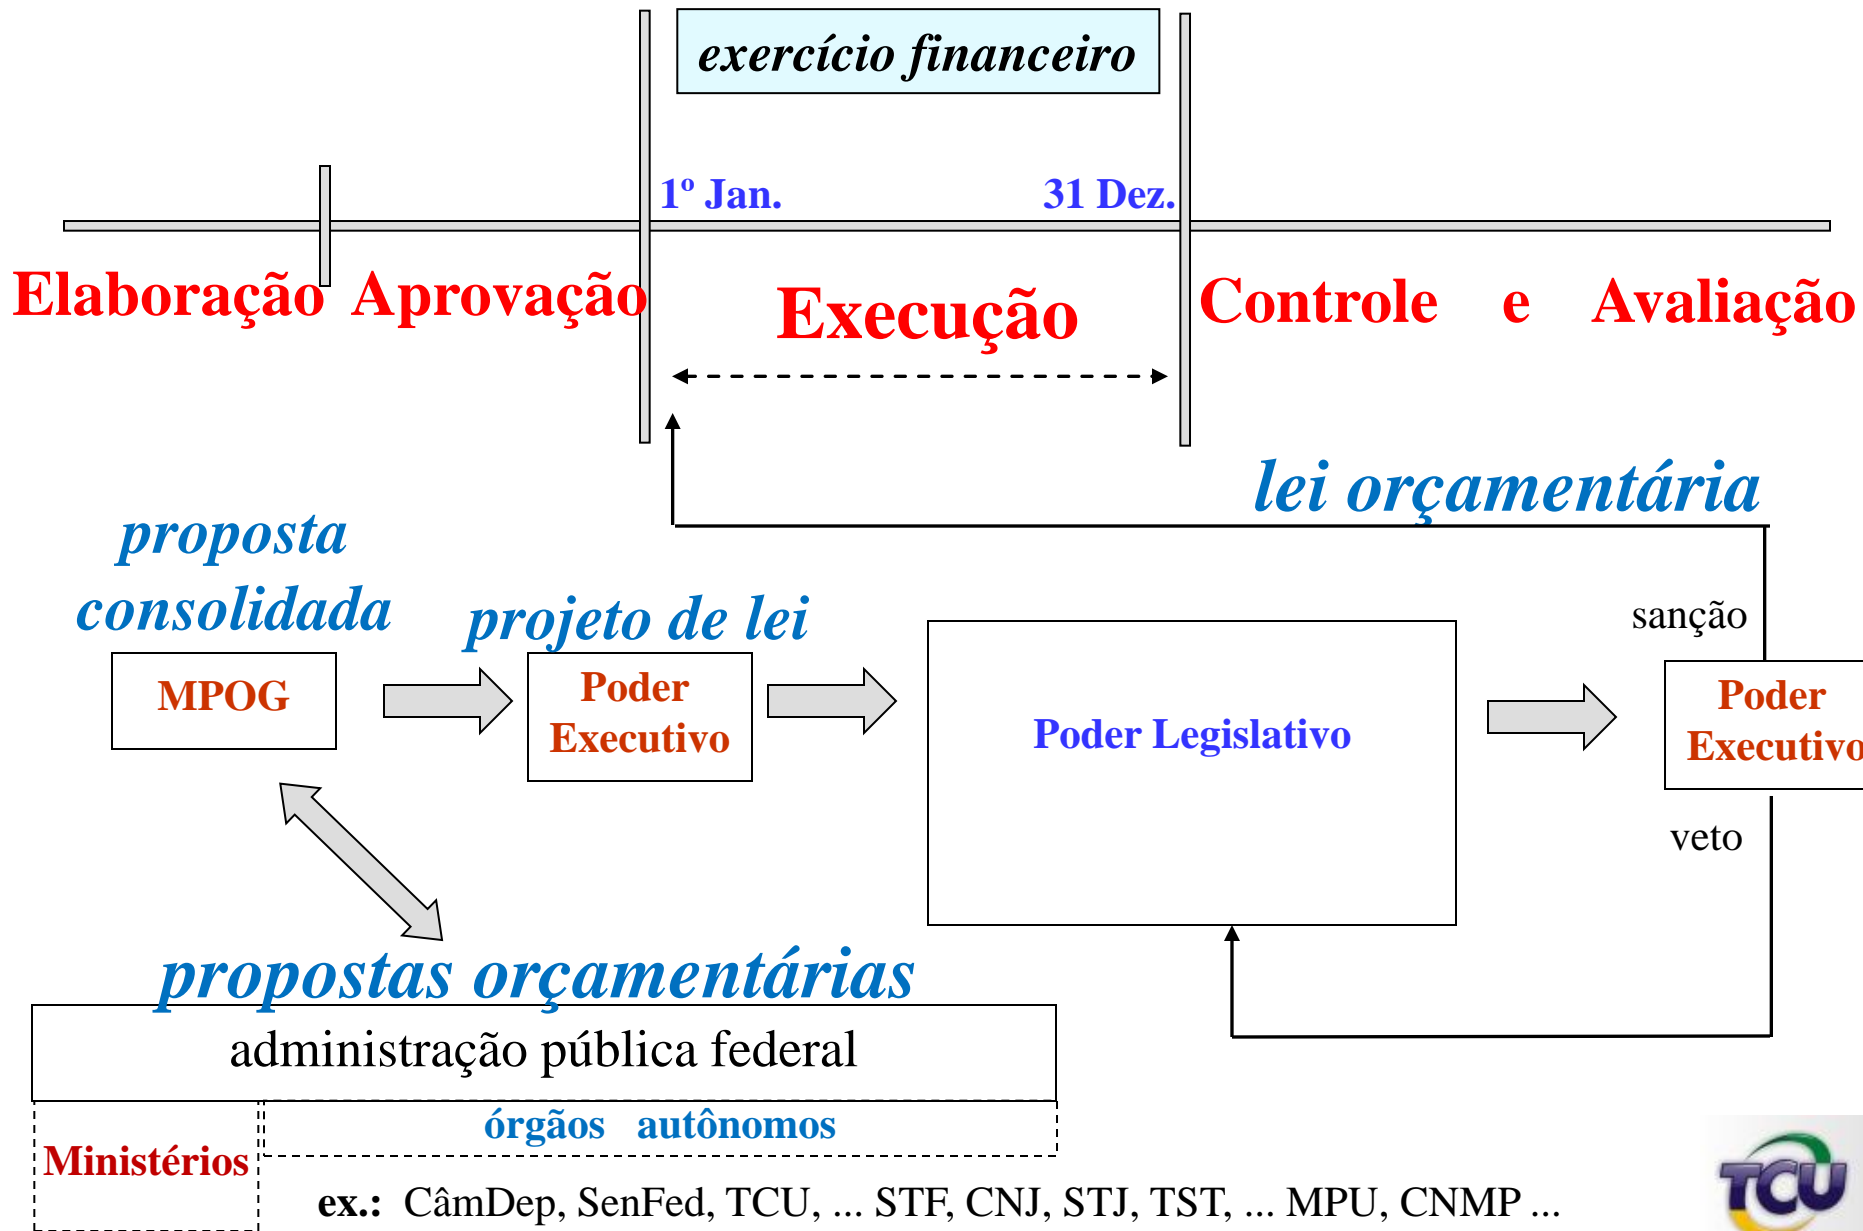 exercício financeiro
1º Jan.
31 Dez.
Elaboração
Aprovação
Execução
Controle e Avaliação
lei orçamentária
proposta
consolidada
projeto de lei
sanção
MPOG
Poder
Executivo
Poder Legislativo
Poder
Executivo
veto
propostas orçamentárias
administração pública federal
órgãos autônomos
Ministérios
ex.: CâmDep, SenFed, TCU, ... STF, CNJ, STJ, TST, ... MPU, CNMP ...
TCU